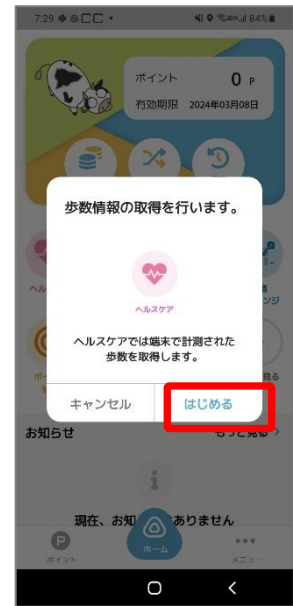 7:29
84%
ポイント 0 P
有効期限 2024年03月08日
歩数情報の取得を行います。
ヘルスケア
ヘルスケアでは端末で計測された
歩数を取得します。
キャンセル はじめる
お知らせ もっと見る
現在、お知 ありません
P
ポイント ホーム メニュー